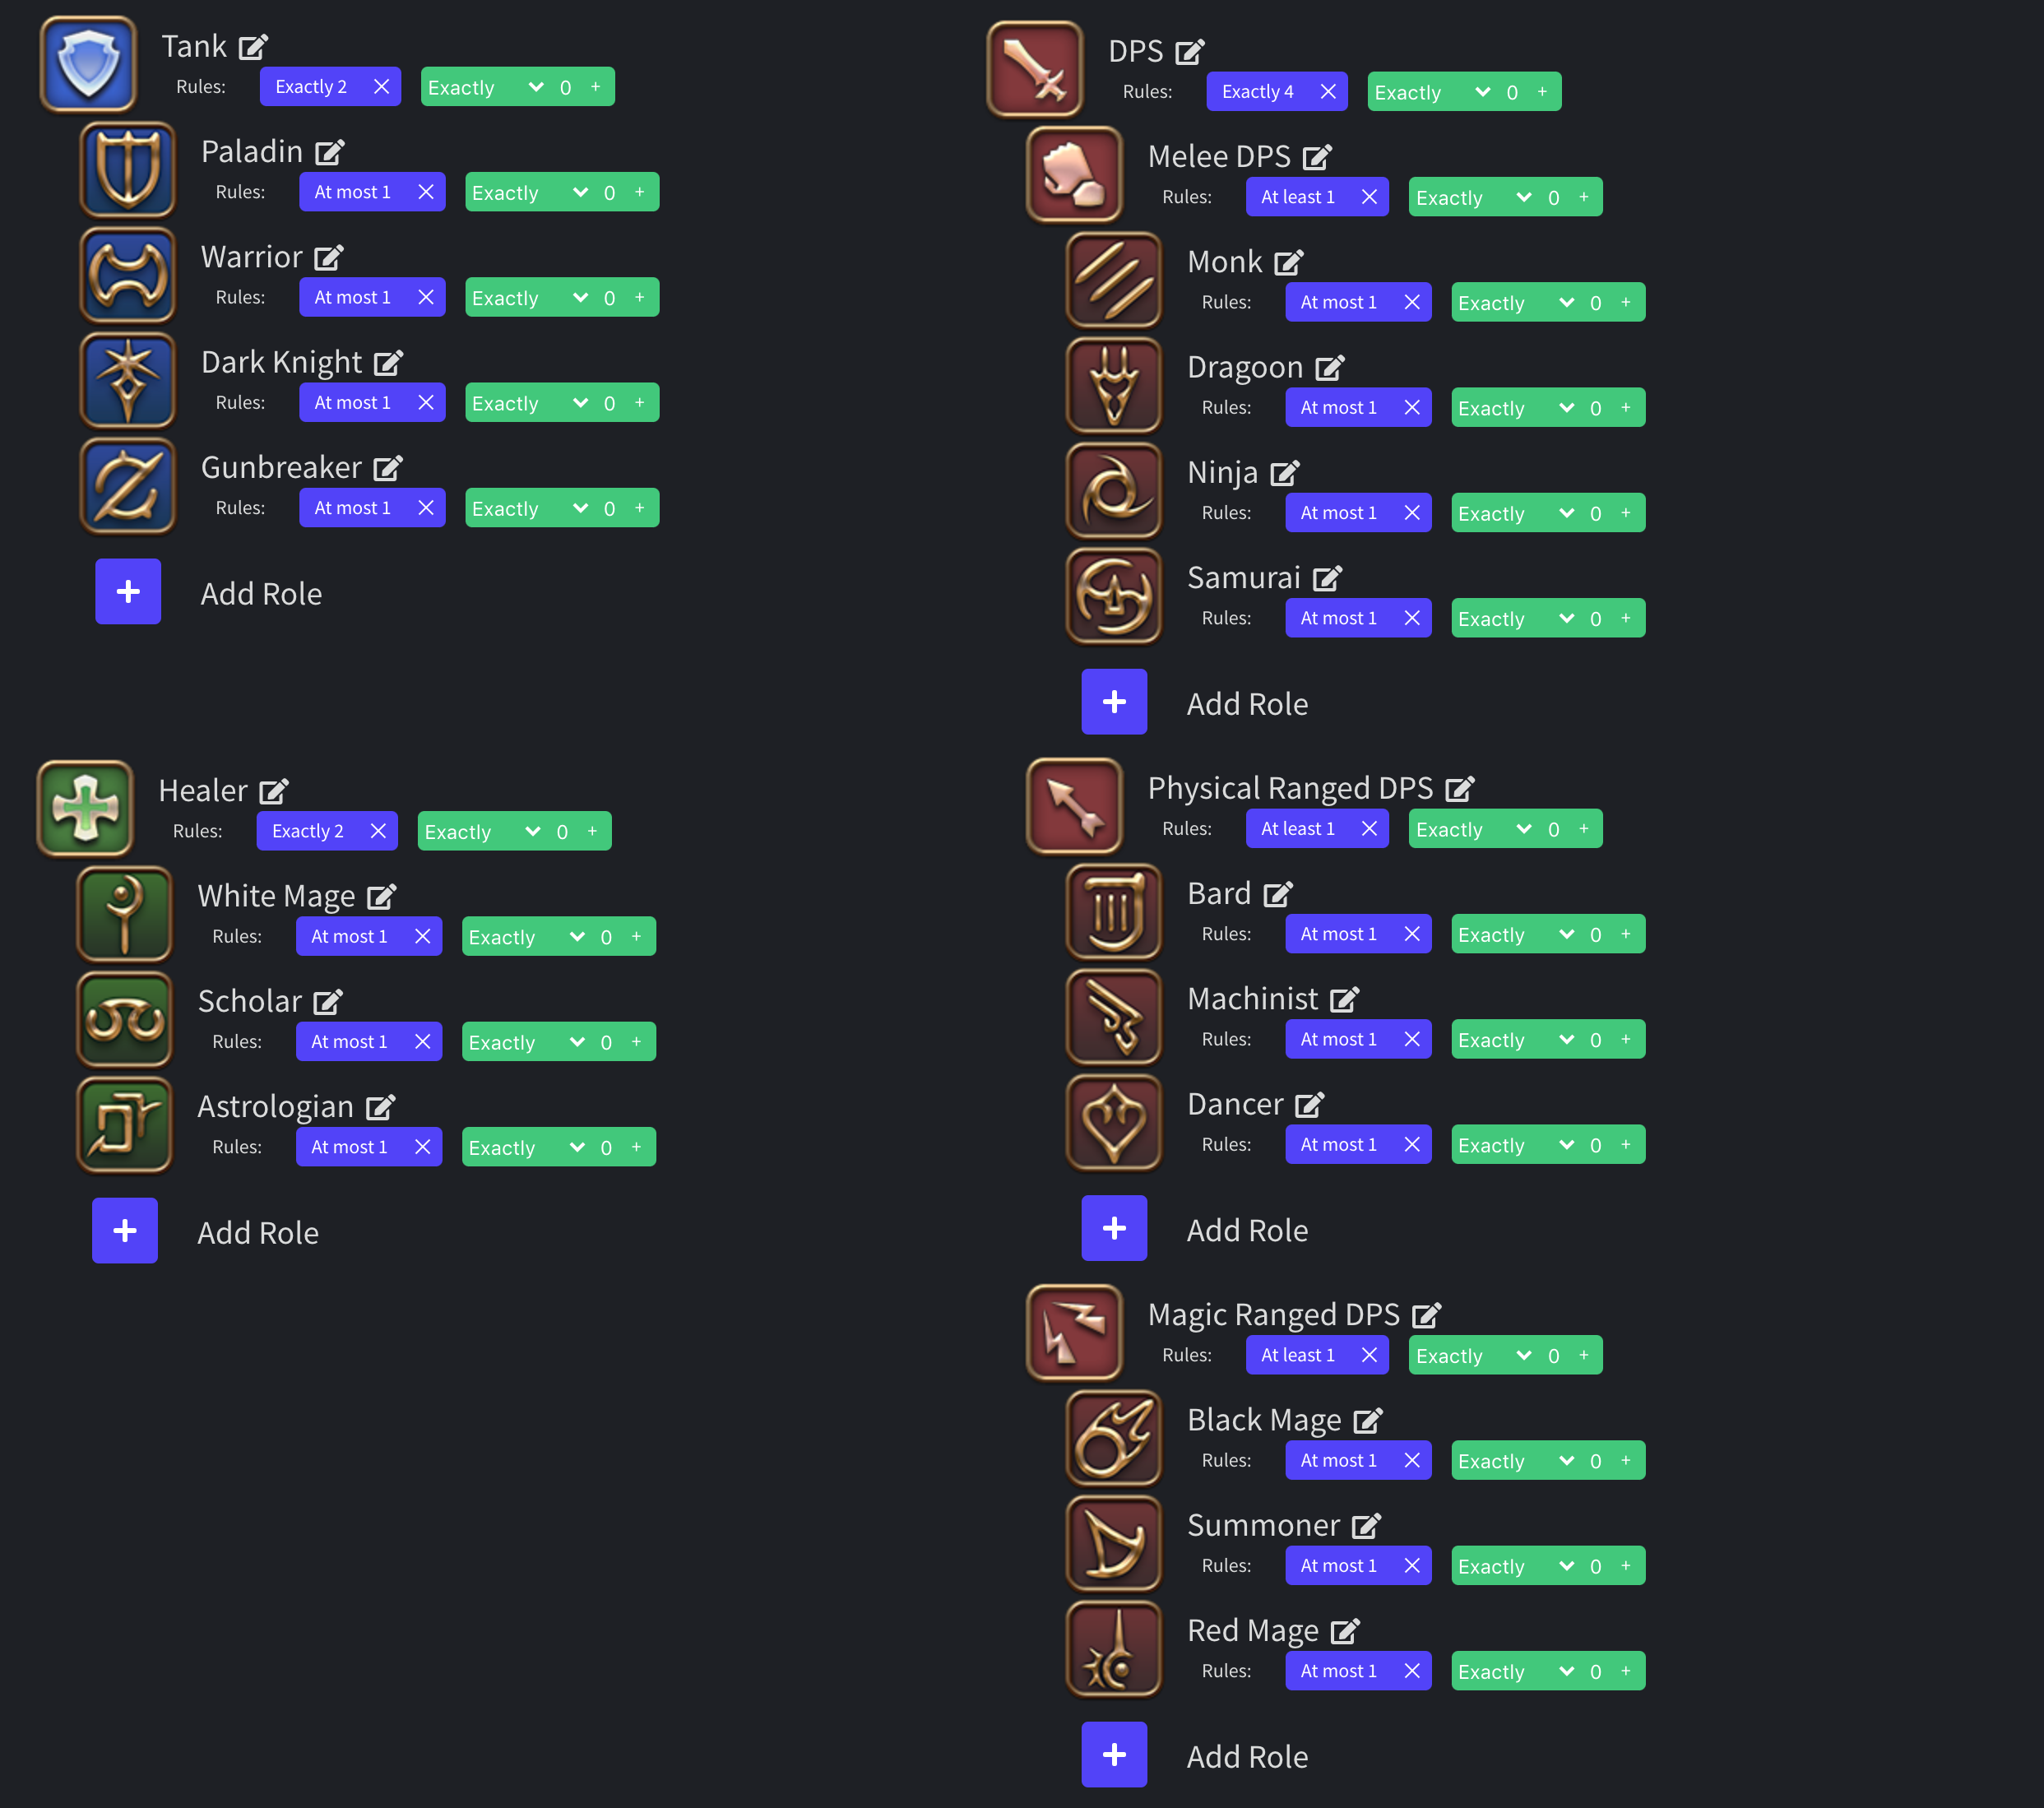 Tank
Rules: Exactly 2 Exactly 0 +
Paladin
Rules: At most 1 Exactly 0 +
Warrior
Rules: At most 1 Exactly 0 +
Dark Knight
Rules: At most 1 Exactly 0 +
Gunbreaker
Rules: At most 1 Exactly 0 +
+ Add Role
Healer
Rules: Exactly 2 Exactly 0 +
White Mage
Rules: At most 1 Exactly 0 +
Scholar
Rules: At most 1 Exactly 0 +
Astrologian
Rules: At most 1 Exactly 0 +
+ Add Role
DPS
Rules: Exactly 4 Exactly 0 +
Melee DPS
Rules: At least 1 Exactly 0 +
Monk
Rules: At most 1 Exactly 0 +
Dragoon
Rules: At most 1 Exactly 0 +
Ninja
Rules: At most 1 Exactly 0 +
Samurai
Rules: At most 1 Exactly 0 +
+ Add Role
Physical Ranged DPS
Rules: At least 1 Exactly 0 +
Bard
Rules: At most 1 Exactly 0 +
Machinist
Rules: At most 1 Exactly 0 +
Dancer
Rules: At most 1 Exactly 0 +
+ Add Role
Magic Ranged DPS
Rules: At least 1 Exactly 0 +
Black Mage
Rules: At most 1 Exactly 0 +
Summoner
Rules: At most 1 Exactly 0 +
Red Mage
Rules: At most 1 Exactly 0 +
+ Add Role